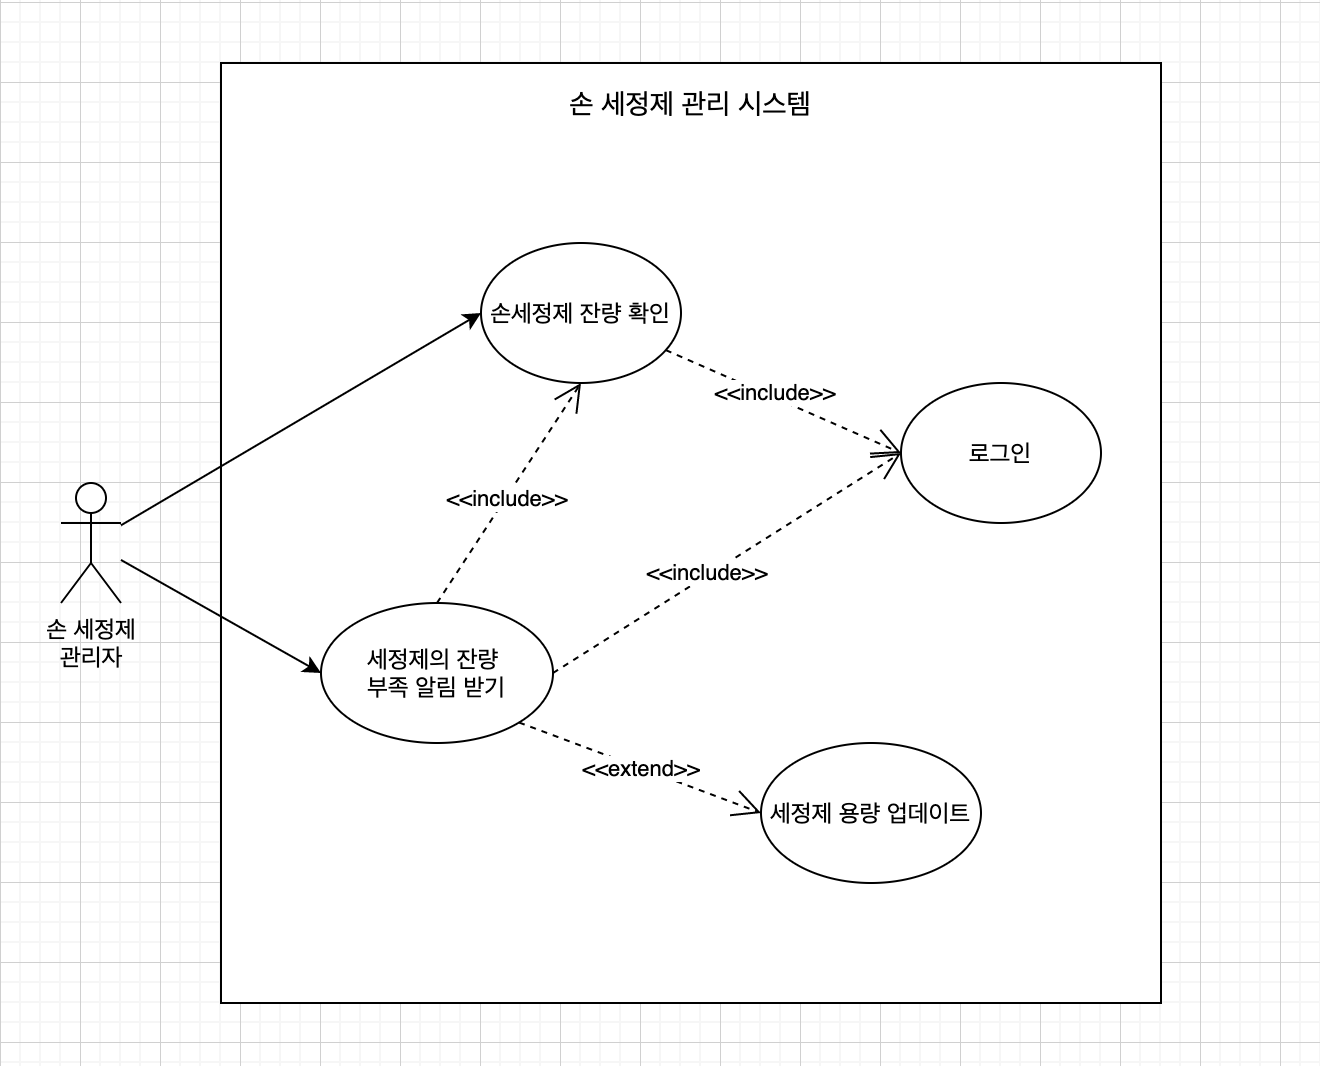 손 세정제 관리 시스템
손세정제 잔량 확인
<<include>>
로그인
<<include>>
<<include>>
손 세정제
관리자
세정제의 잔량
부족 알림 받기
<<extend>>
세정제 용량 업데이트